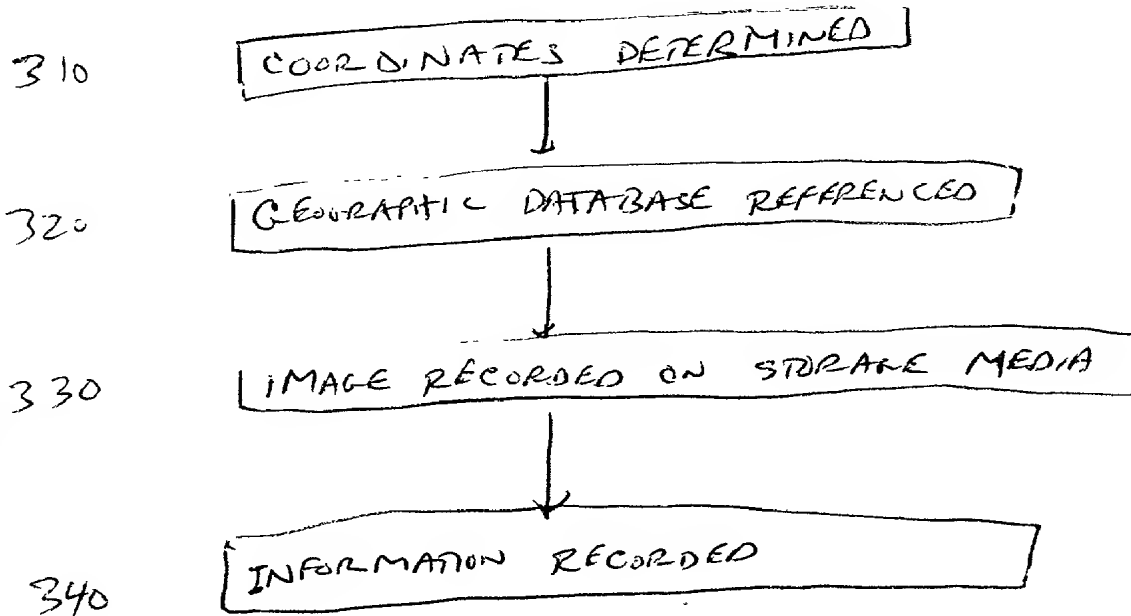 310 COORDINATES DETERMINED
320 GEOGRAPHIC DATABASE REFERENCED
330 IMAGE RECORDED ON STORAGE MEDIA
340 INFORMATION RECORDED